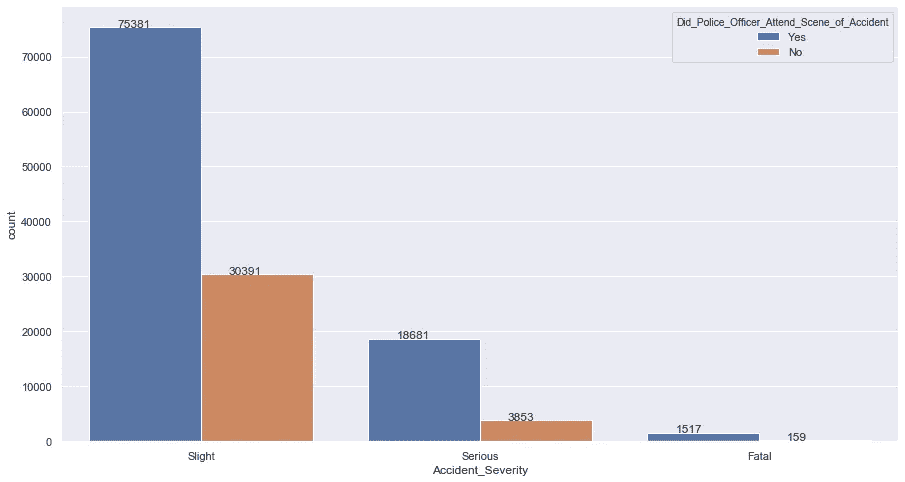 Did_Police_Officer_Attend_Scene_of_Accident
Yes
No
75381
30391
18681
3853
1517
159
70000
60000
50000
40000
30000
20000
10000
0
count
Slight
Serious
Fatal
Accident_Severity